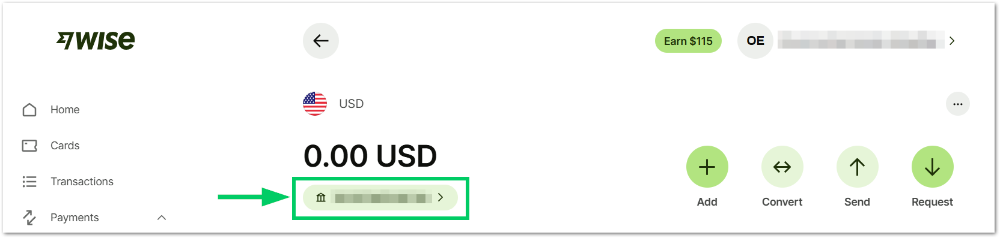 WISE
Earn $115
OE
Home
USD
Cards
0.00 USD
Transactions
Payments
Add
Convert
Send
Request